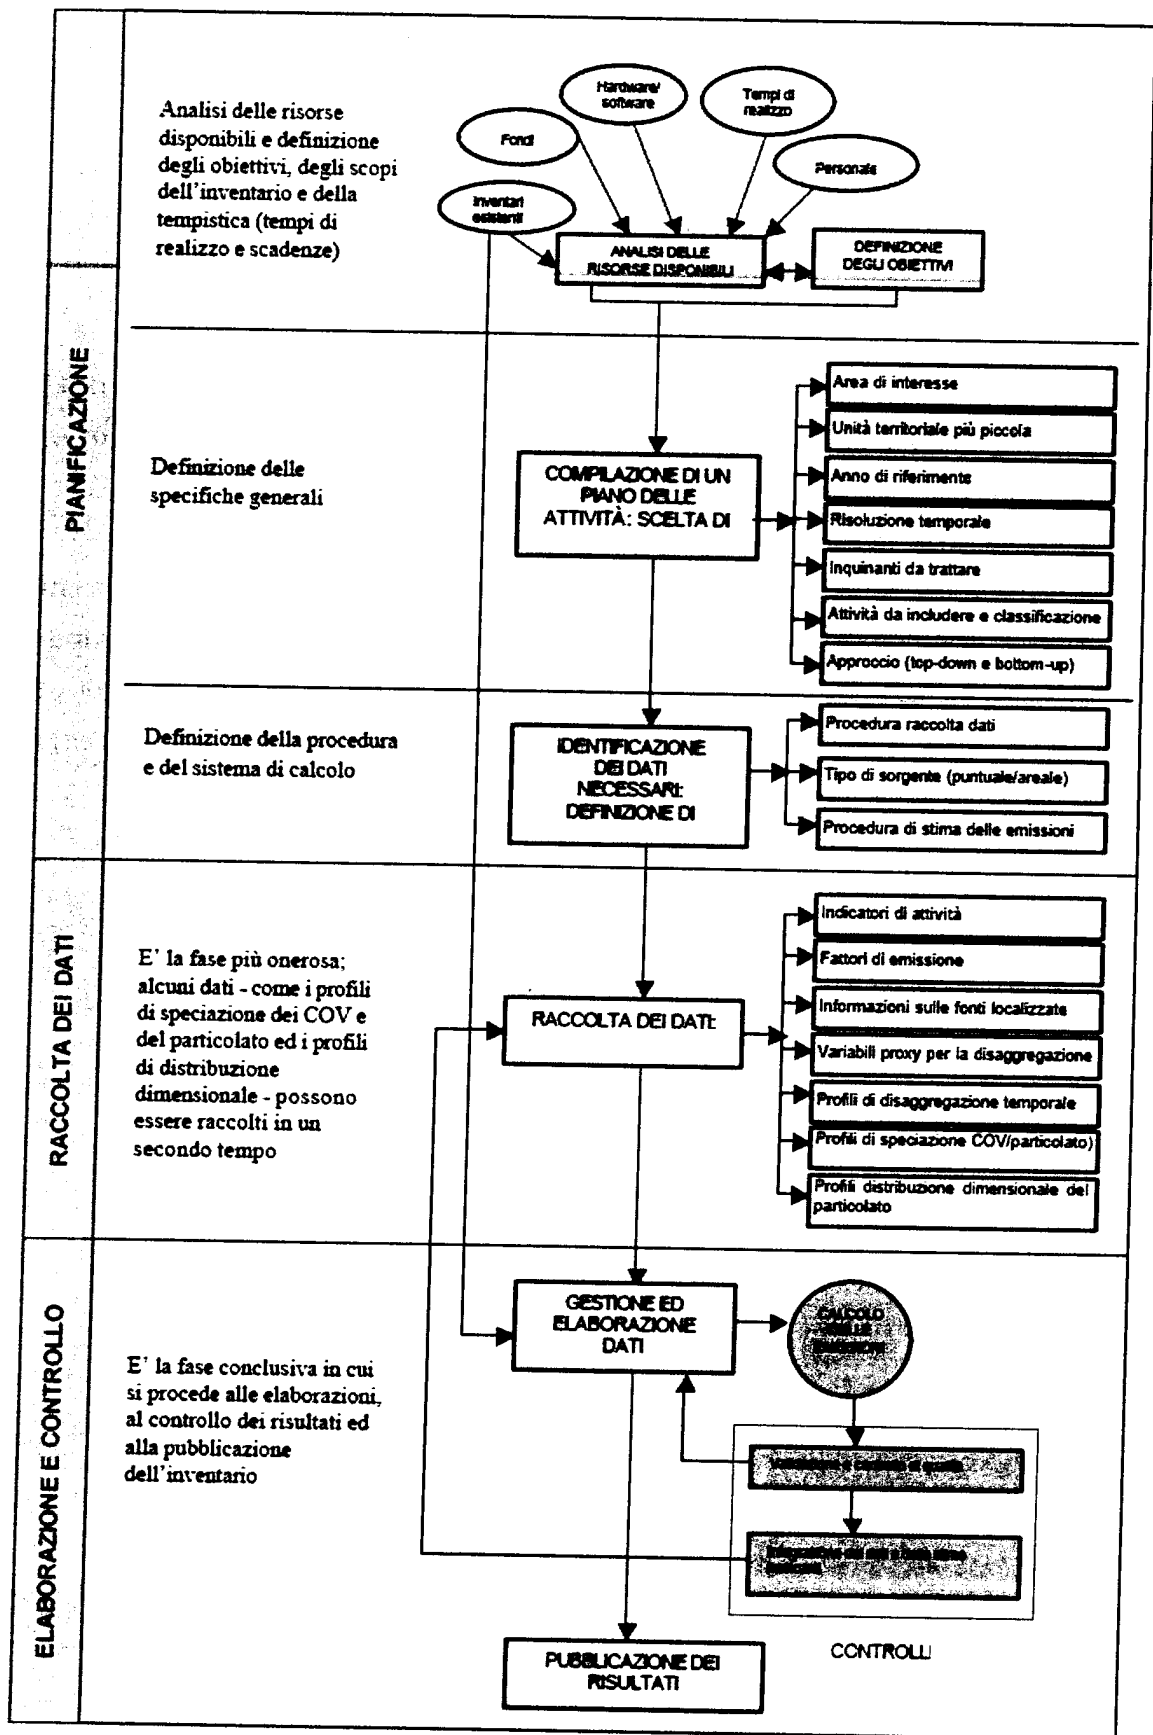 Analisi delle risorse
disponibili e definizione
degli obiettivi, degli scopi
dell'inventario e della
tempistica (tempi di
realizzo e scadenze)
Inventari
esistenti
Fondi
Hardware/
software
Tempi di
realizzo
Personale
ANALISI DELLE
RISORSE DISPONIBILI
DEFINIZIONE
DEGLI OBIETTIVI
PIANIFICAZIONE
Definizione delle
specifiche generali
COMPILAZIONE DI UN
PIANO DELLE
ATTIVITÀ: SCELTA DI
Area di interesse
Unità territoriale più piccola
Anno di riferimento
Risoluzione temporale
Inquinanti da trattare
Attività da includere e classificazione
Approccio (top-down e bottom-up)
Definizione della procedura
e del sistema di calcolo
IDENTIFICAZIONE
DEI DATI
NECESSARI:
DEFINIZIONE DI
Procedura raccolta dati
Tipo di sorgente (puntuale/areale)
Procedura di stima delle emissioni
RACCOLTA DEI DATI
E' la fase più onerosa;
alcuni dati - come i profili
di speciazione dei COV e
del particolato ed i profili
di distribuzione
dimensionale - possono
essere raccolti in un
secondo tempo
RACCOLTA DEI DATI:
Indicatori di attività
Fattori di emissione
Informazioni sulle fonti localizzate
Variabili proxy per la disaggregazione
Profili di disaggregazione temporale
Profili di speciazione COV/particolato)
Profili distribuzione dimensionale del
particolato
ELABORAZIONE E CONTROLLO
E' la fase conclusiva in cui
si procede alle elaborazioni,
al controllo dei risultati ed
alla pubblicazione
dell'inventario
GESTIONE ED
ELABORAZIONE
DATI
CALCOLO
DELLE
EMISSIONI
Validazione e controllo di qualità
CONTROLLI
PUBBLICAZIONE DEI
RISULTATI